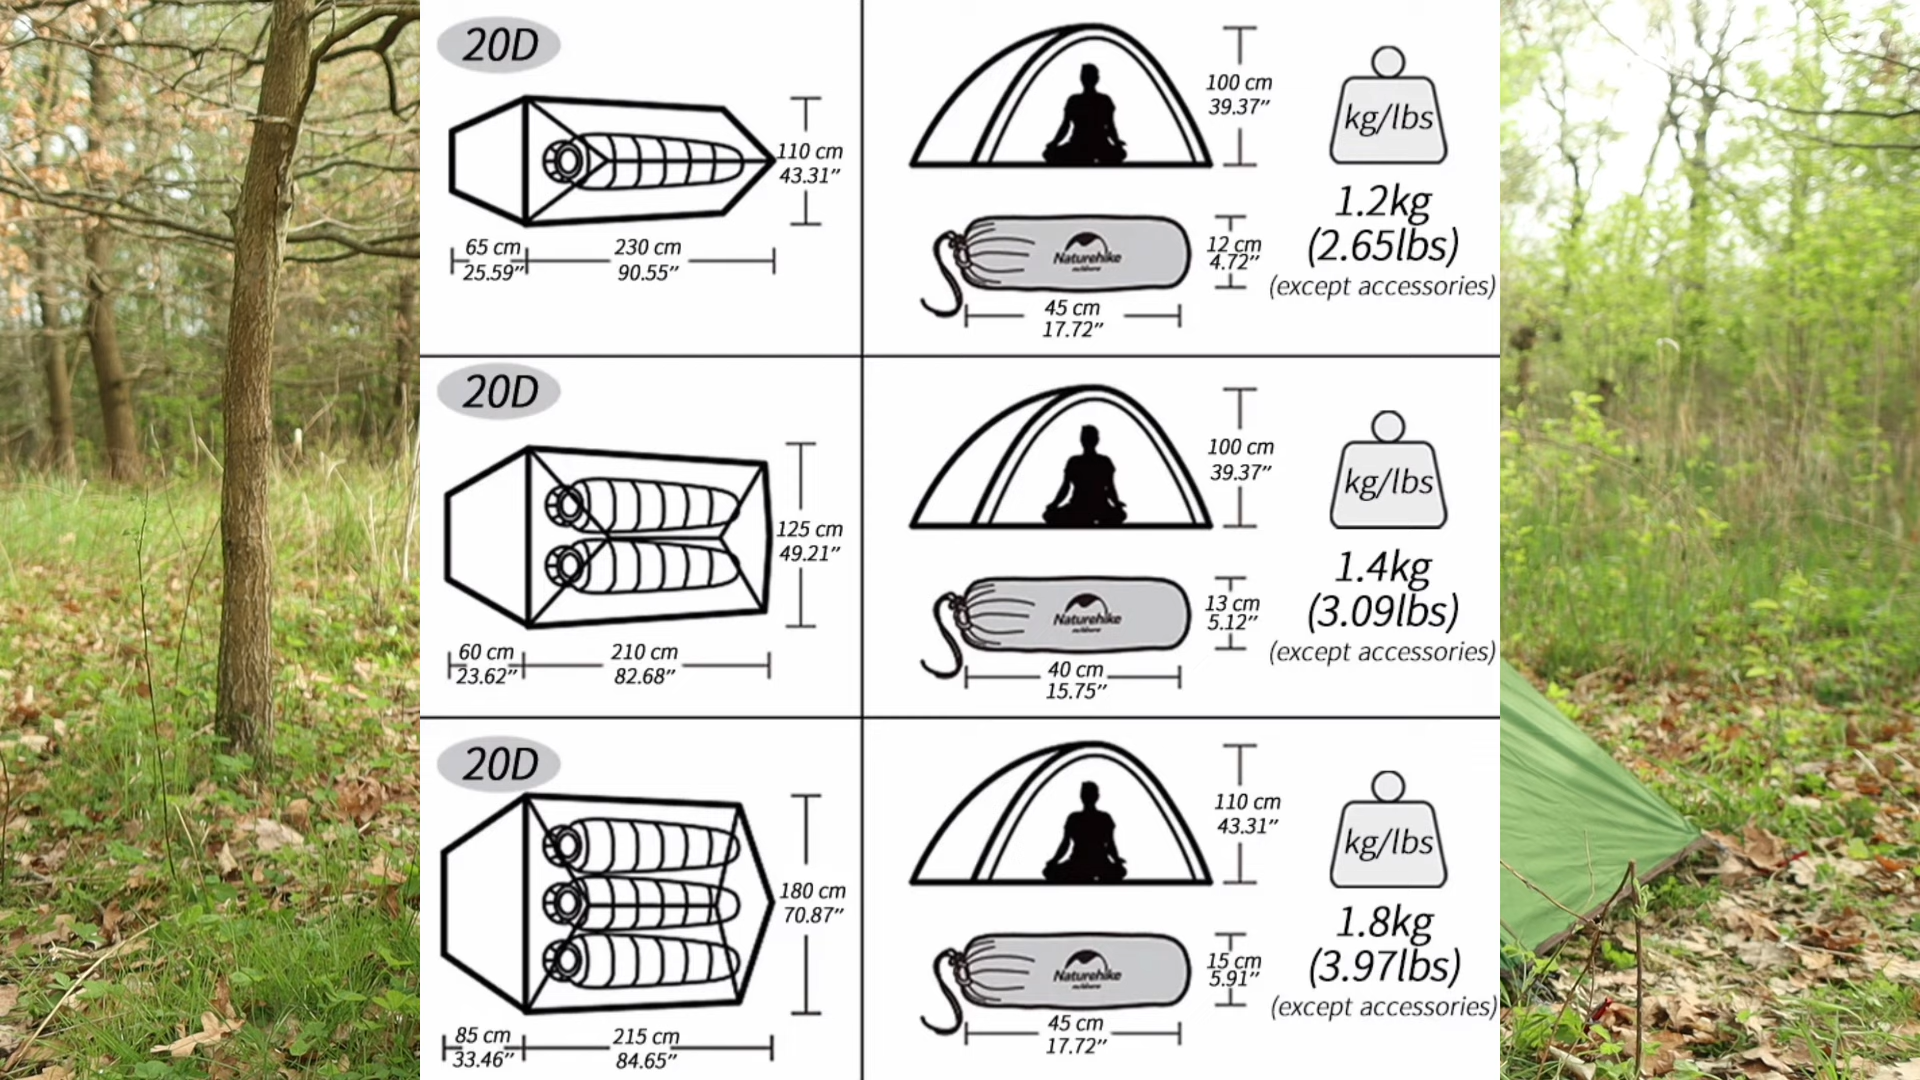 20D
110 cm
43.31″
65 cm
25.59″
230 cm
90.55″
100 cm
39.37″
kg/lbs
1.2kg
(2.65lbs)
(except accessories)
Naturehike
12 cm
4.72″
45 cm
17.72″
20D
125 cm
49.21″
60 cm
23.62″
210 cm
82.68″
100 cm
39.37″
kg/lbs
1.4kg
(3.09lbs)
(except accessories)
Naturehike
13 cm
5.12″
40 cm
15.75″
20D
180 cm
70.87″
85 cm
33.46″
215 cm
84.65″
110 cm
43.31″
kg/lbs
1.8kg
(3.97lbs)
(except accessories)
Naturehike
15 cm
5.91″
45 cm
17.72″